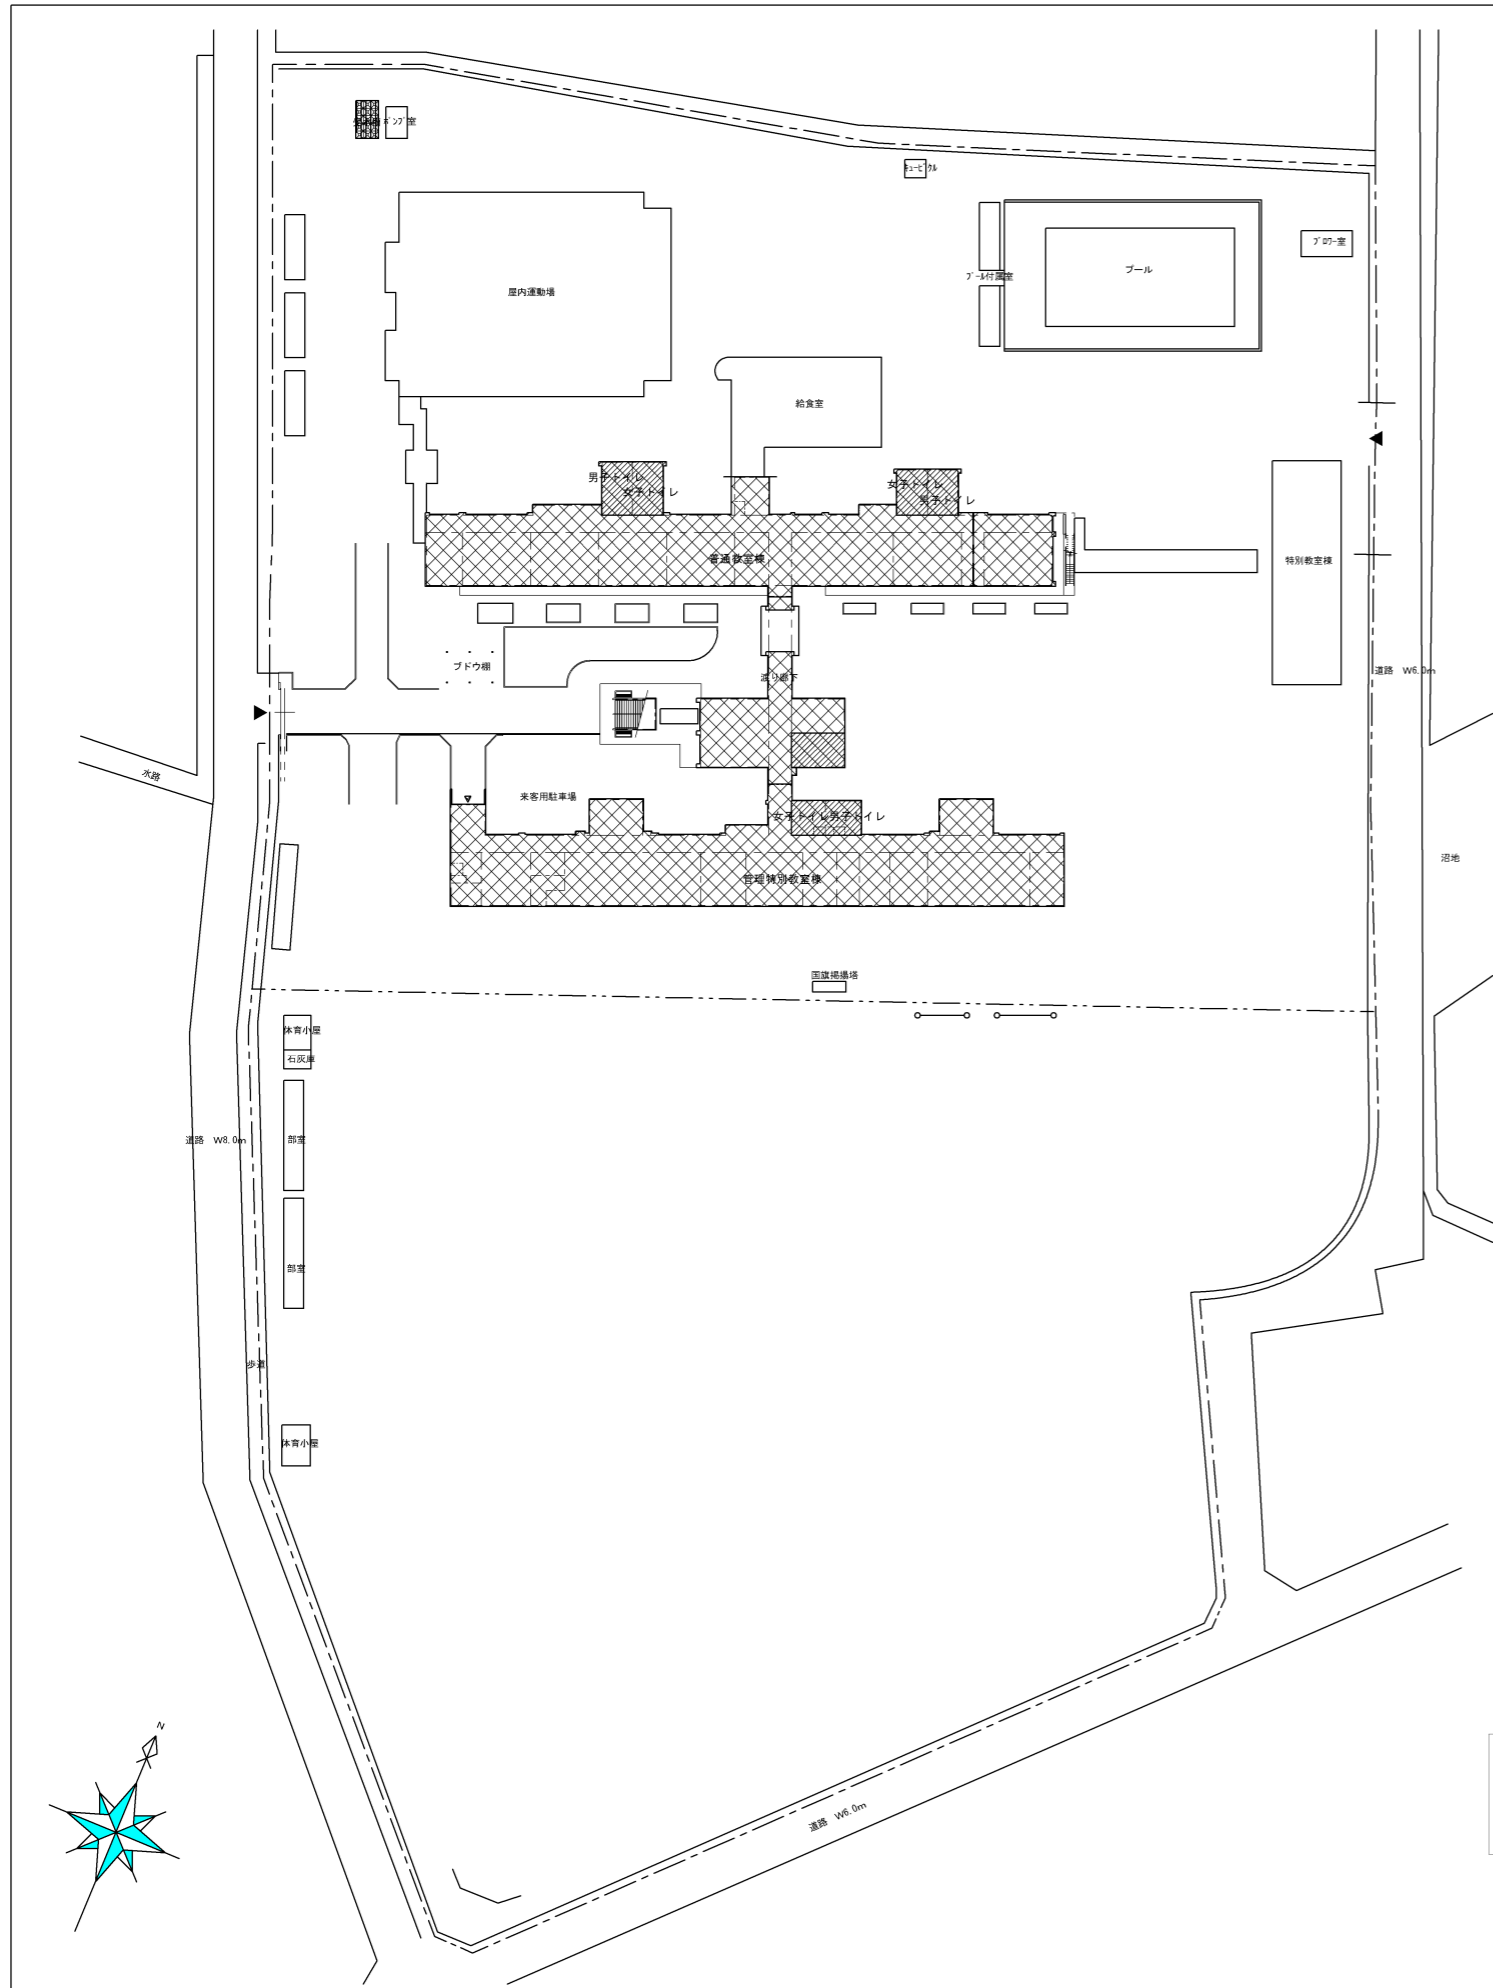 ポンプ室
キュービクル
ブロワー室
プール
プール付属室
屋内運動場
給食室
男子トイレ
女子トイレ
女子トイレ
男子トイレ
普通教室棟
特別教室棟
ブドウ棚
道路 W6.0m
渡り廊下
水路
来客用駐車場
女子トイレ 男子トイレ
沼地
管理特別教室棟
国旗掲揚塔
体育小屋
石灰庫
道路 W8.0m
部室
部室
歩道
体育小屋
N
道路 W6.0m